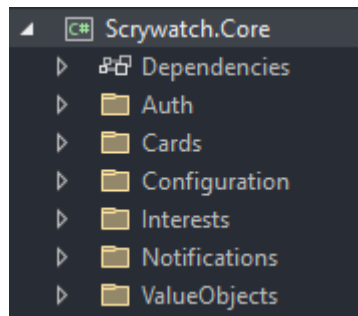 C# Scrywatch.Core
Dependencies
Auth
Cards
Configuration
Interests
Notifications
ValueObjects